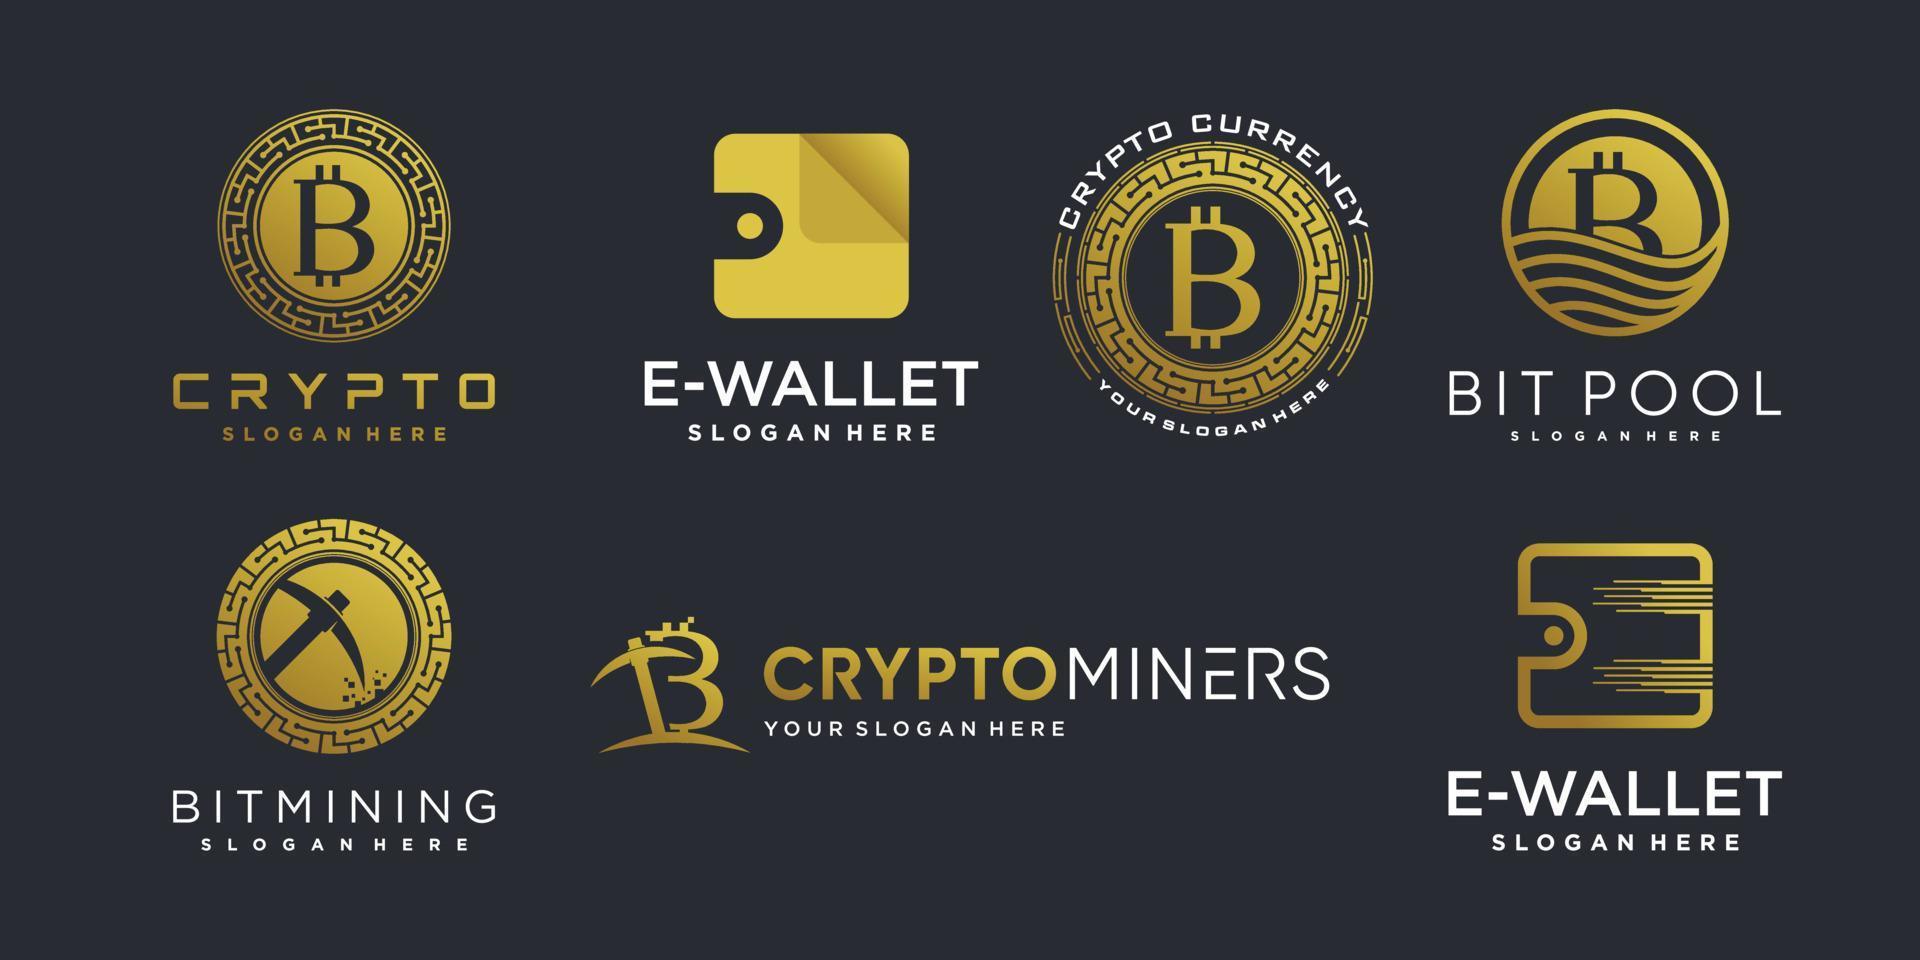 CRYPTO
SLOGAN HERE
E-WALLET
SLOGAN HERE
CRYPTO CURRENCY
B
YOUR SLOGAN HERE
B
BIT POOL
SLOGAN HERE
B
BITMINING
SLOGAN HERE
B
CRYPTOMINERS
YOUR SLOGAN HERE
E-WALLET
SLOGAN HERE